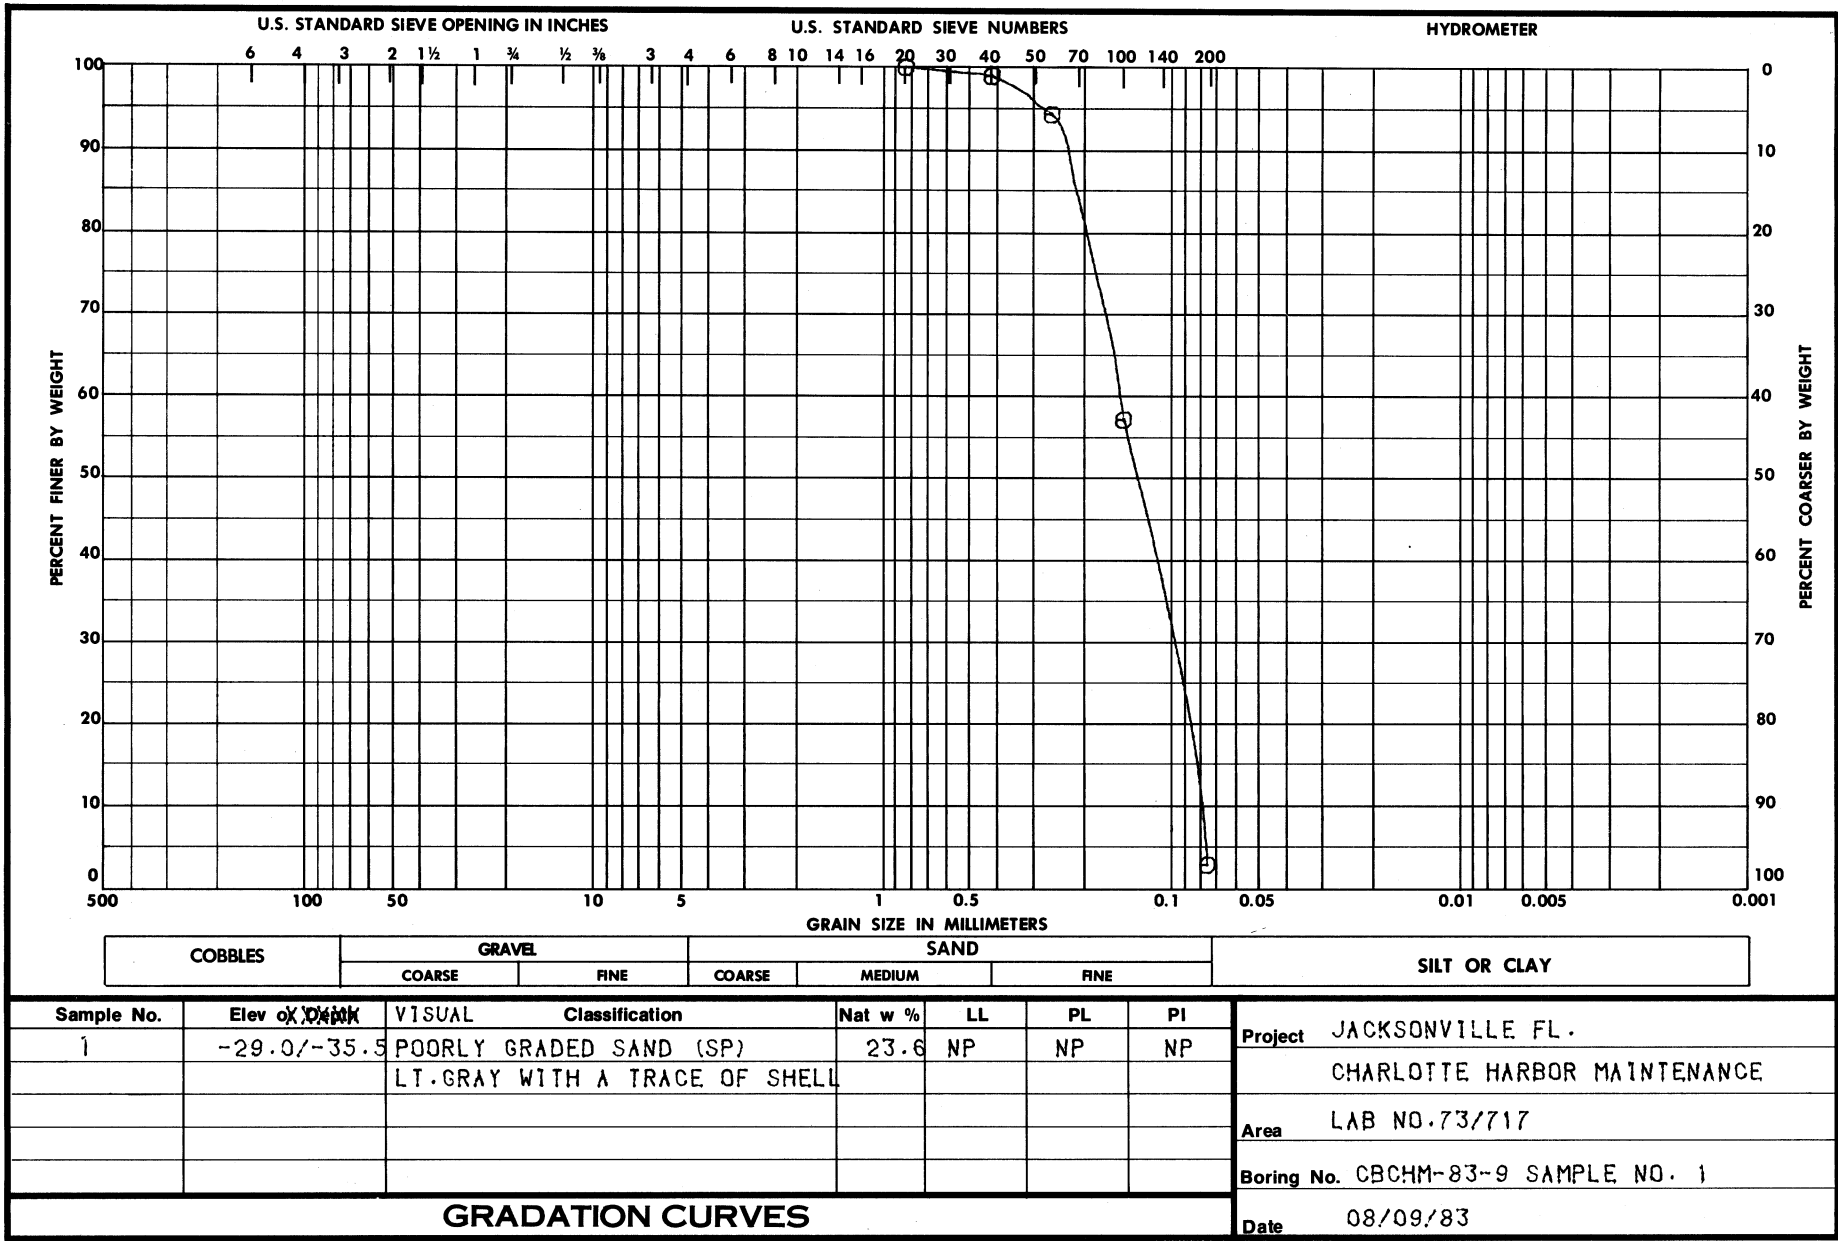 U.S. STANDARD SIEVE OPENING IN INCHES U.S. STANDARD SIEVE NUMBERS HYDROMETER
6 4 3 2 1½ 1 ¾ ½ ⅜ 3 4 6 8 10 14 16 20 30 40 50 70 100 140 200
100 0
90 10
80 20
70 30
60 40
50 50
40 60
30 70
20 80
10 90
0 100
PERCENT FINER BY WEIGHT
PERCENT COARSER BY WEIGHT
500 100 50 10 5 1 0.5 0.1 0.05 0.01 0.005 0.001
GRAIN SIZE IN MILLIMETERS
COBBLES GRAVEL SAND SILT OR CLAY
COARSE FINE COARSE MEDIUM FINE
Sample No. Elev or Depth VISUAL Classification Nat w % LL PL PI
1 -29.0/-35.5 POORLY GRADED SAND (SP) 23.6 NP NP NP
LT.GRAY WITH A TRACE OF SHELL
Project JACKSONVILLE FL.
CHARLOTTE HARBOR MAINTENANCE
Area LAB NO.73/717
Boring No. CBCHM-83-9 SAMPLE NO. 1
Date 08/09/83
GRADATION CURVES